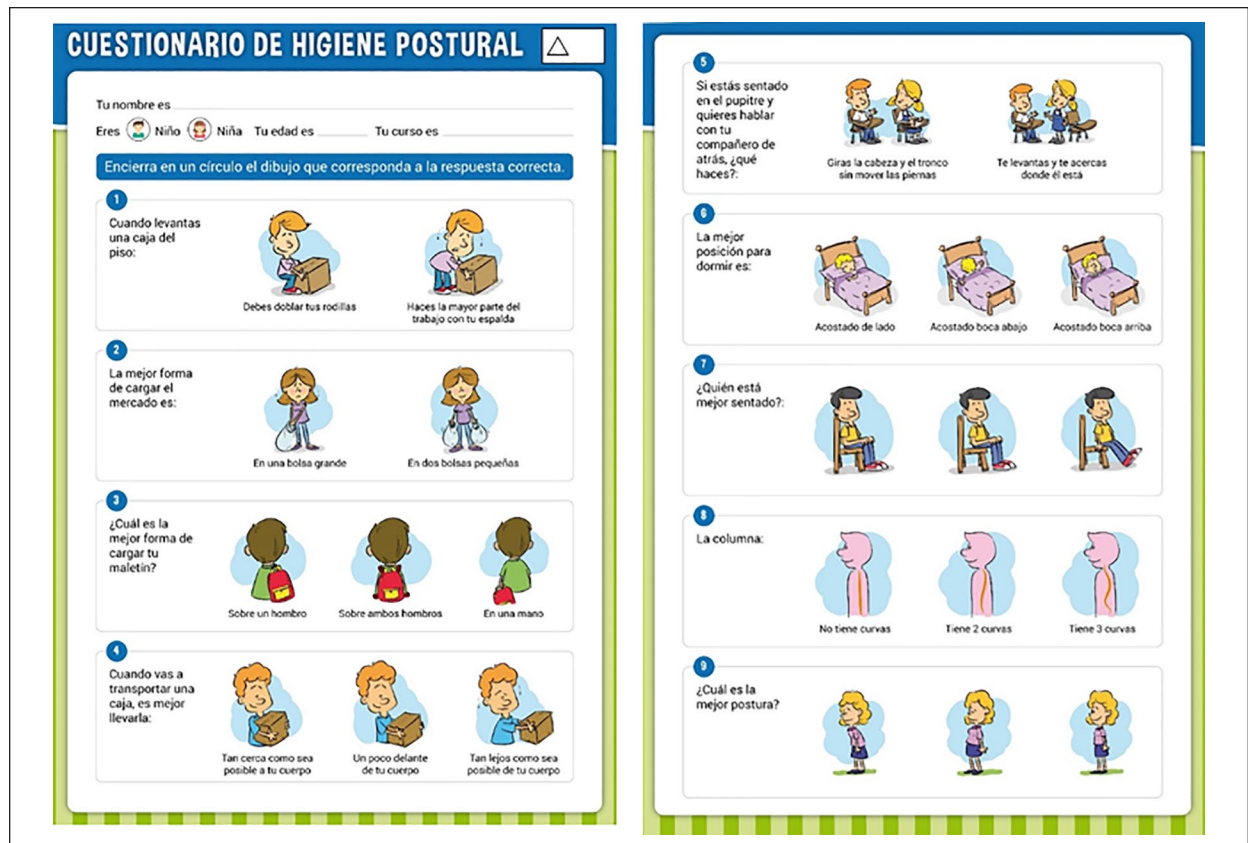 CUESTIONARIO DE HIGIENE POSTURAL
Tu nombre es
Eres Niño Niña Tu edad es Tu curso es
Encierra en un círculo el dibujo que corresponda a la respuesta correcta.
1
Cuando levantas
una caja del
piso:
Debes doblar tus rodillas
Haces la mayor parte del
trabajo con tu espalda
2
La mejor forma
de cargar el
mercado es:
En una bolsa grande
En dos bolsas pequeñas
3
¿Cuál es la
mejor forma de
cargar tu
maletín?
Sobre un hombro
Sobre ambos hombros
En una mano
4
Cuando vas a
transportar una
caja, es mejor
llevarla:
Tan cerca como sea
posible a tu cuerpo
Un poco delante
de tu cuerpo
Tan lejos como sea
posible de tu cuerpo
5
Si estás sentado
en el pupitre y
quieres hablar
con tu
compañero de
atrás, ¿qué
haces?:
Giras la cabeza y el tronco
sin mover las piernas
Te levantas y te acercas
donde él está
6
La mejor
posición para
dormir es:
Acostado de lado
Acostado boca abajo
Acostado boca arriba
7
¿Quién está
mejor sentado?:
8
La columna:
No tiene curvas
Tiene 2 curvas
Tiene 3 curvas
9
¿Cuál es la
mejor postura?